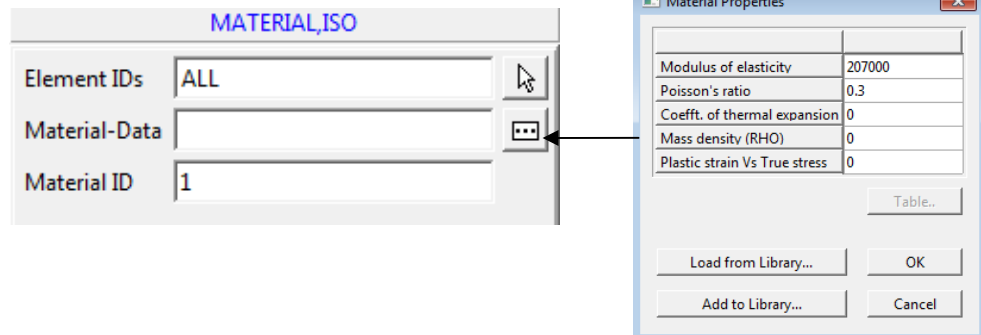 MATERIAL,ISO
Element IDs ALL
Material-Data
Material ID 1
Material Properties
Modulus of elasticity 207000
Poisson's ratio 0.3
Coefft. of thermal expansion 0
Mass density (RHO) 0
Plastic strain Vs True stress 0
Table..
Load from Library... OK
Add to Library... Cancel